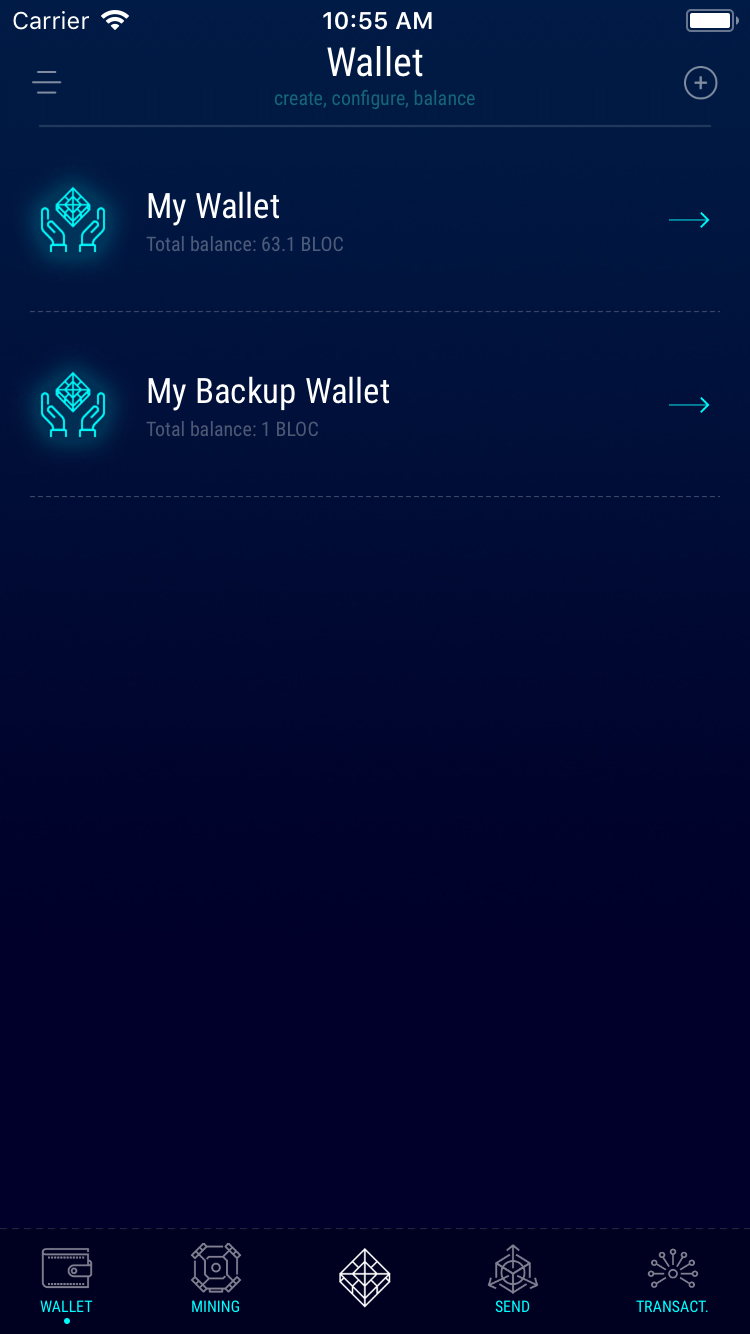 Carrier 10:55 AM
Wallet
create, configure, balance
My Wallet
Total balance: 63.1 BLOC
My Backup Wallet
Total balance: 1 BLOC
WALLET MINING SEND TRANSACT.